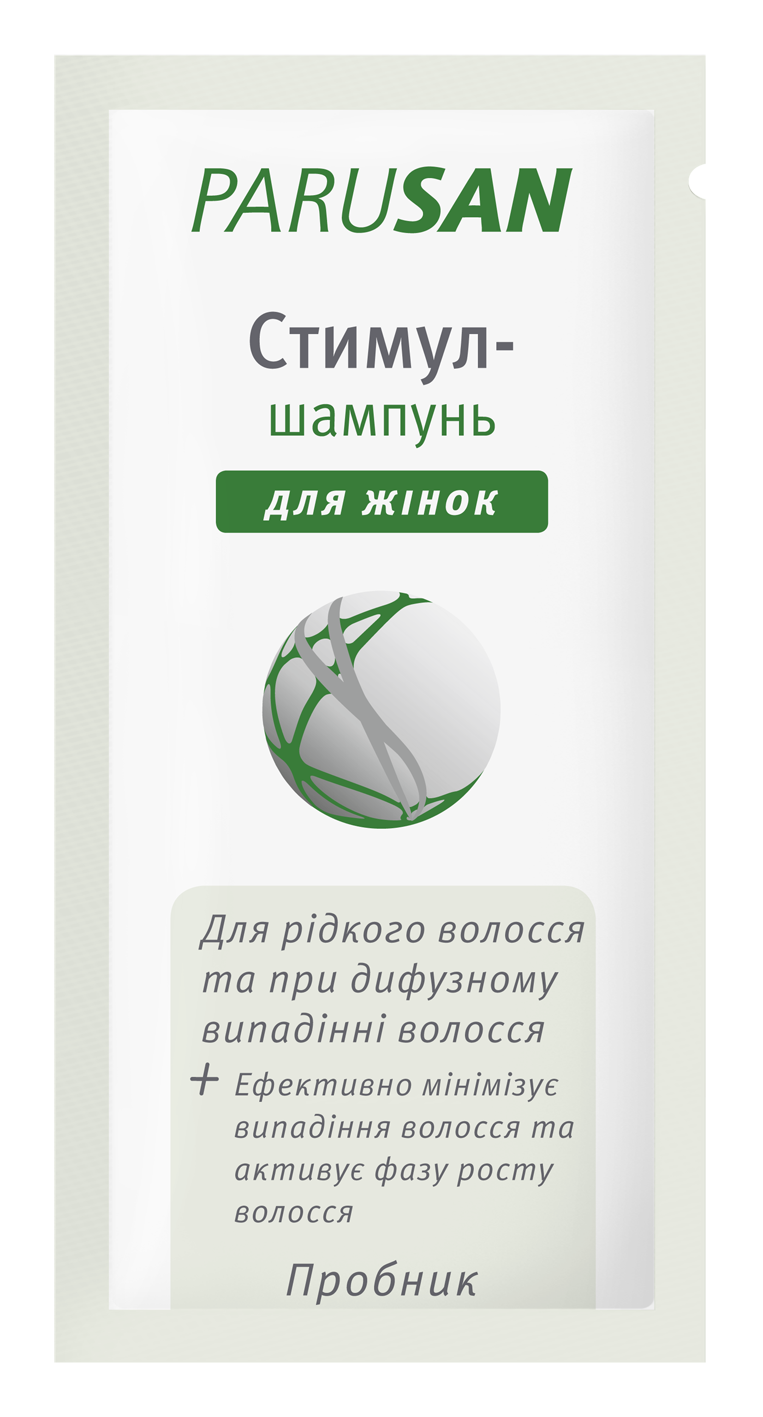 PARUSAN
Стимул-
шампунь
для жінок
Для рідкого волосся
та при дифузному
випадінні волосся
+ Ефективно мінімізує
випадіння волосся та
активує фазу росту
волосся
Пробник